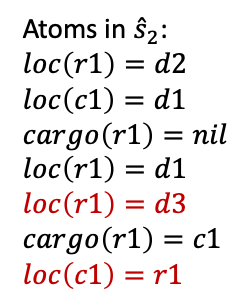 Atoms in ŝ₂:
loc(r1) = d2
loc(c1) = d1
cargo(r1) = nil
loc(r1) = d1
loc(r1) = d3
cargo(r1) = c1
loc(c1) = r1